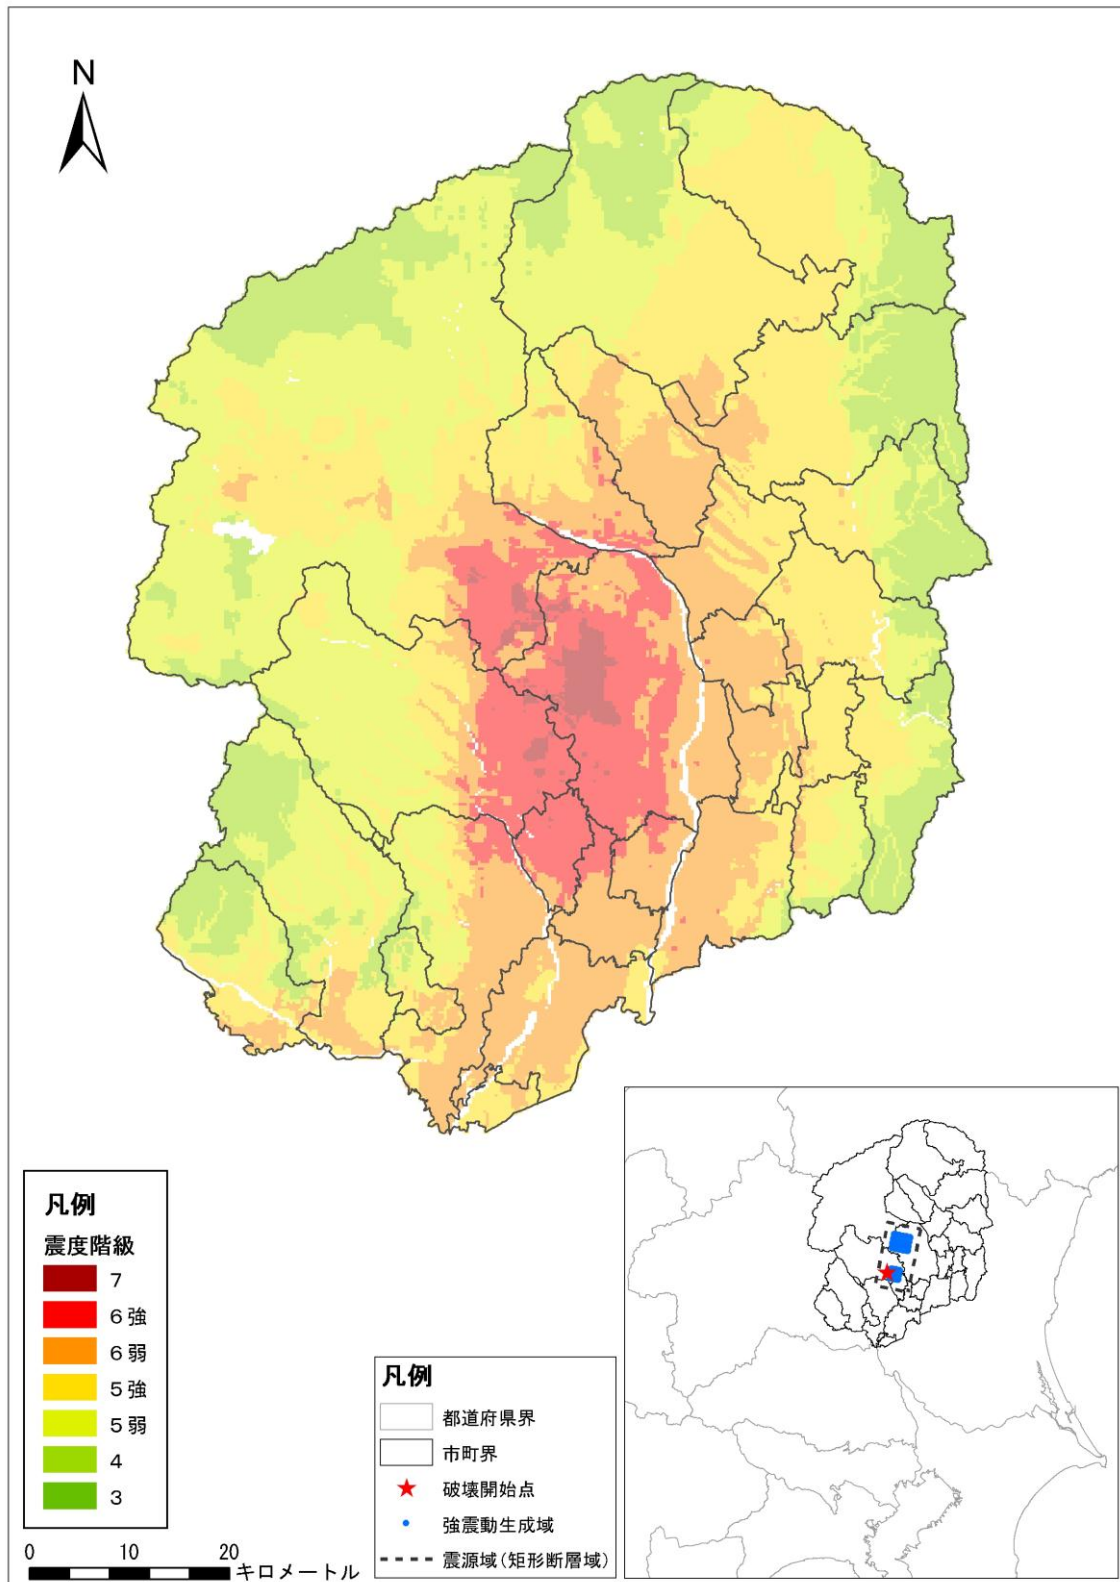 N
凡例
震度階級
7
6強
6弱
5強
5弱
4
3
0 10 20
キロメートル
凡例
都道府県界
市町界
破壊開始点
強震動生成域
震源域(矩形断層域)